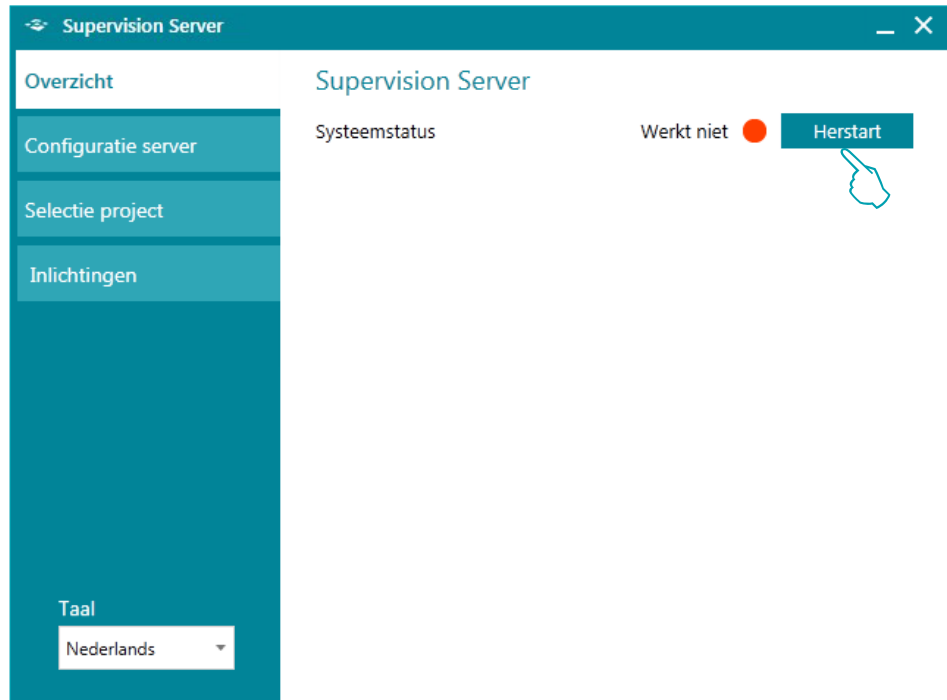 Supervision Server
Overzicht
Configuratie server
Selectie project
Inlichtingen
Taal
Nederlands
Supervision Server
Systeemstatus
Werkt niet
Herstart